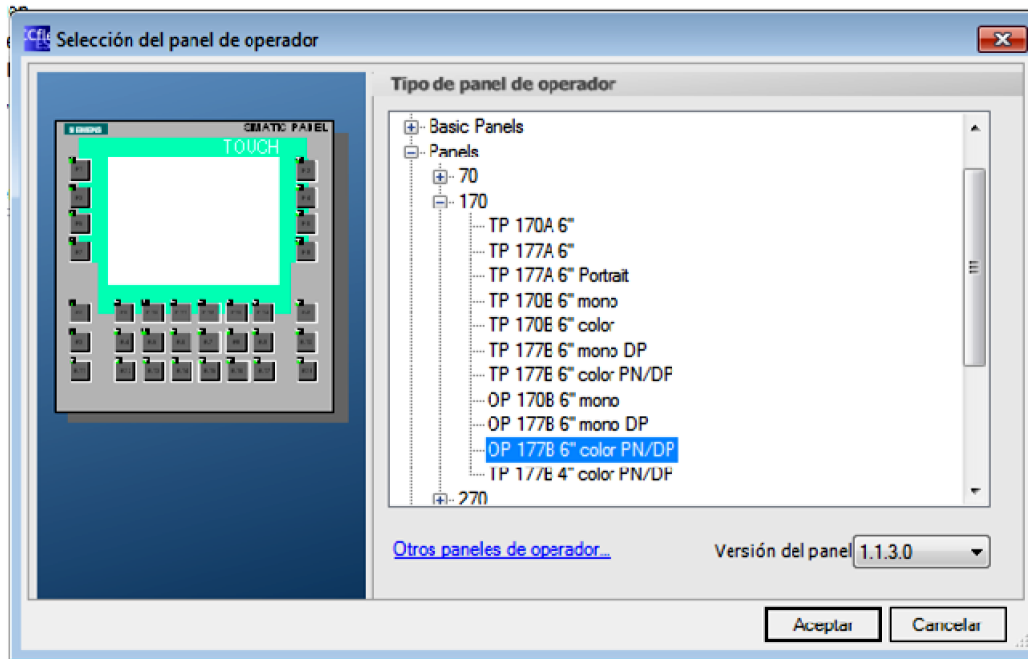 Selección del panel de operador
Tipo de panel de operador
SIEMENS
SIMATIC PANEL
TOUCH
Basic Panels
Panels
70
170
TP 170A 6"
TP 177A 6"
TP 177A 6" Portrait
TP 170B 6" mono
TP 170B 6" color
TP 177B 6" mono DP
TP 177B 6" color PN/DP
OP 170B 6" mono
OP 177B 6" mono DP
OP 177B 6" color PN/DP
TP 177B 4" color PN/DP
270
Otros paneles de operador...
Versión del panel 1.1.3.0
Aceptar
Cancelar